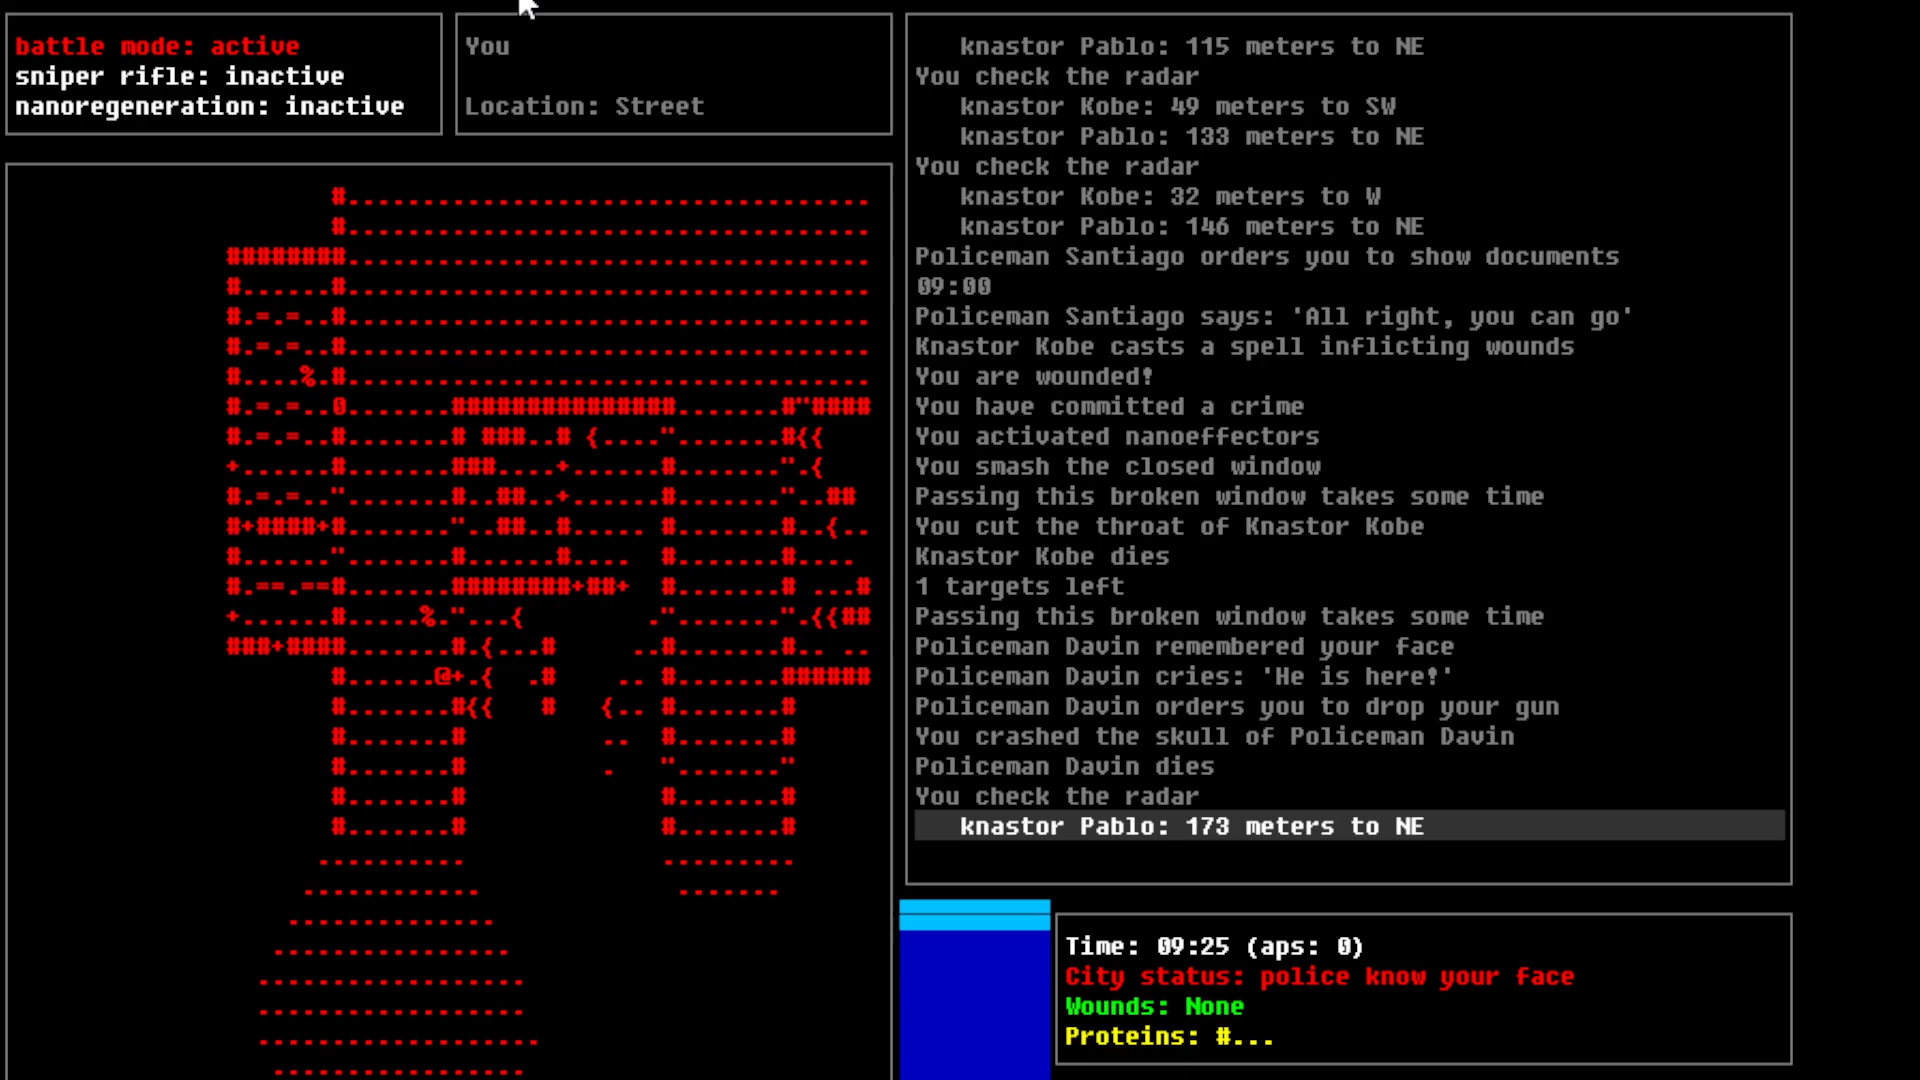 battle mode: active
sniper rifle: inactive
nanoregeneration: inactive
You
Location: Street
#...................................
#...................................
########...................................
#......#...................................
#.=.=..#...................................
#.=.=..#...................................
#....%.#...................................
#.=.=..0.......###############.......#"####
#.=.=..#.......# ###..# {....".......#{{
+......#.......###....+......#.......".{
#.=.=..".......#..##..+......#......."..##
#+####+#......."..##..#..... #.......#..{..
#......".......#......#....  #.......#....
#.==.==#.......########+##+  #.......# ...#
+......#.....%."...{        .".......".{{##
###+####.......#.{...#     ..#.......#.. ..
#......@+.{  .#    .. #.......######
#.......#{{   #   {.. #.......#
#.......#         ..  #.......#
#.......#         .   "......."
#.......#             #.......#
#.......#             #.......#
..........             .........
............             .......
..............
................
..................
..................
...................
.................
knastor Pablo: 115 meters to NE
You check the radar
knastor Kobe: 49 meters to SW
knastor Pablo: 133 meters to NE
You check the radar
knastor Kobe: 32 meters to W
knastor Pablo: 146 meters to NE
Policeman Santiago orders you to show documents
09:00
Policeman Santiago says: 'All right, you can go'
Knastor Kobe casts a spell inflicting wounds
You are wounded!
You have committed a crime
You activated nanoeffectors
You smash the closed window
Passing this broken window takes some time
You cut the throat of Knastor Kobe
Knastor Kobe dies
1 targets left
Passing this broken window takes some time
Policeman Davin remembered your face
Policeman Davin cries: 'He is here!'
Policeman Davin orders you to drop your gun
You crashed the skull of Policeman Davin
Policeman Davin dies
You check the radar
knastor Pablo: 173 meters to NE
Time: 09:25 (aps: 0)
City status: police know your face
Wounds: None
Proteins: #...